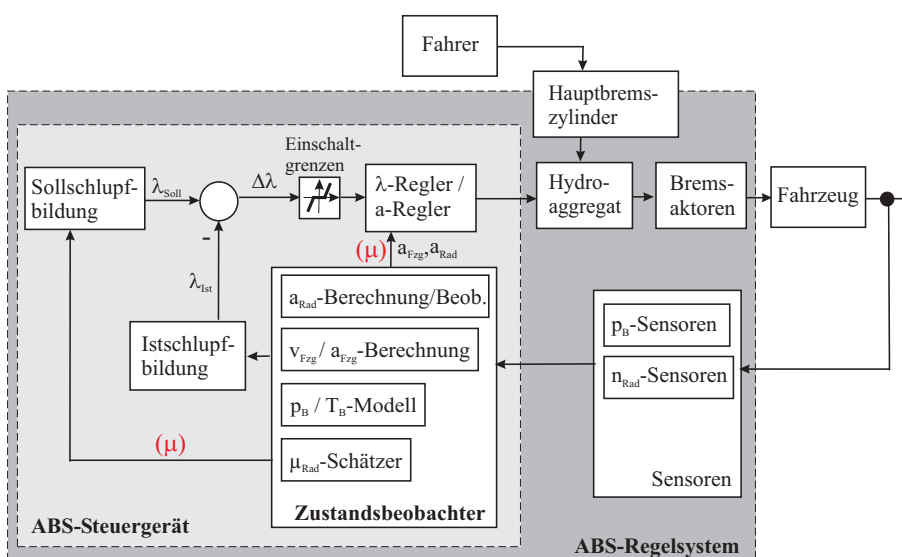 Fahrer
Hauptbrems-
zylinder
Einschalt-
grenzen
Sollschlupf-
bildung
λSoll
Δλ
λ-Regler /
a-Regler
Hydro-
aggregat
Brems-
aktoren
Fahrzeug
-
(μ)
aFzg,aRad
λIst
aRad-Berechnung/Beob.
pB-Sensoren
Istschlupf-
bildung
vFzg/ aFzg-Berechnung
nRad-Sensoren
pB / TB-Modell
(μ)
μRad-Schätzer
Sensoren
Zustandsbeobachter
ABS-Steuergerät
ABS-Regelsystem